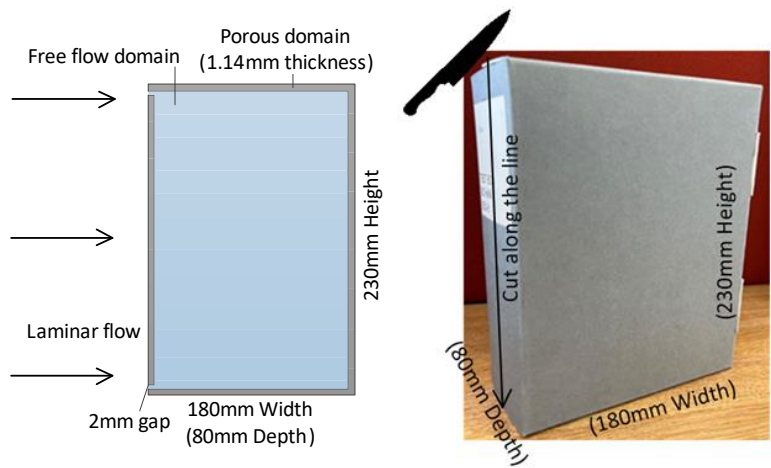 Free flow domain
Porous domain
(1.14mm thickness)
230mm Height
Laminar flow
2mm gap
180mm Width
(80mm Depth)
Cut along the line
(230mm Height)
(80mm Depth)
(180mm Width)